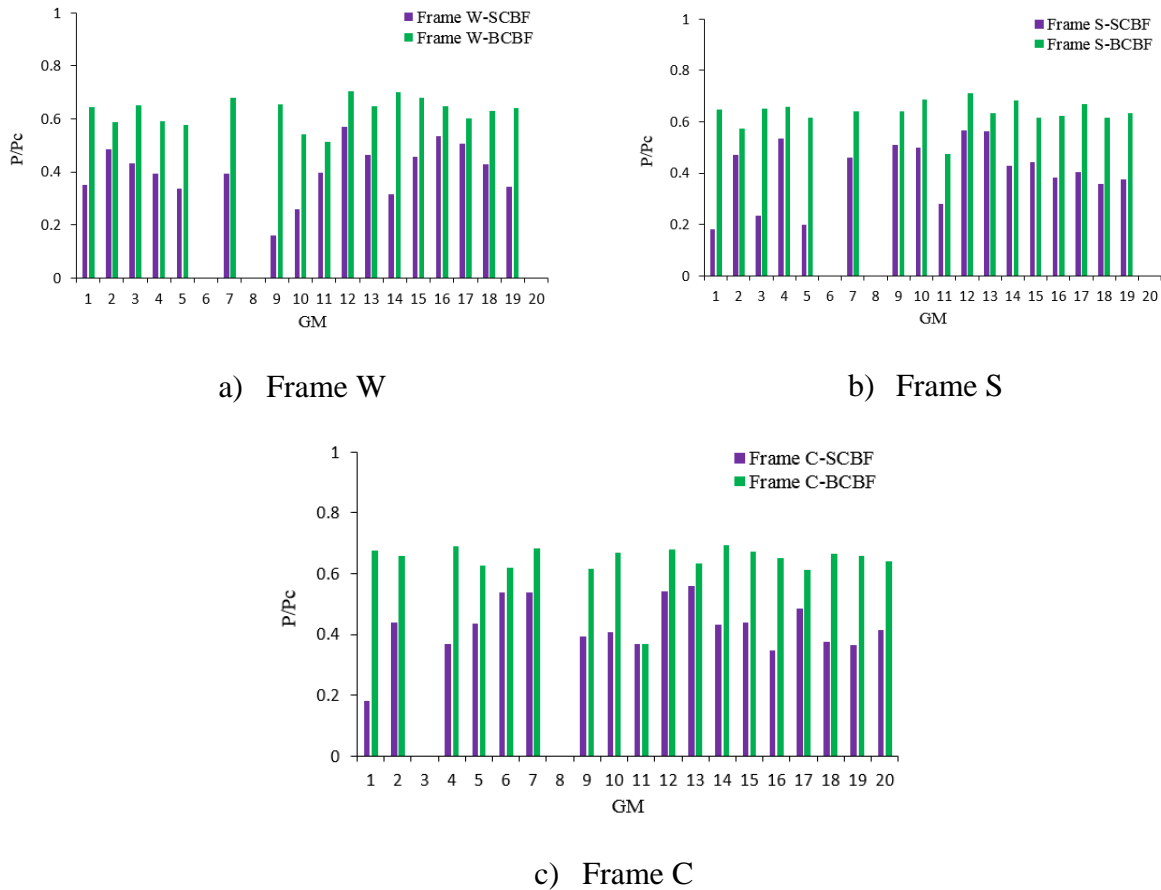 Frame W-SCBF
Frame W-BCBF
1
0.8
0.6
0.4
0.2
0
P/Pc
1 2 3 4 5 6 7 8 9 10 11 12 13 14 15 16 17 18 19 20
GM
a) Frame W
Frame S-SCBF
Frame S-BCBF
1
0.8
0.6
0.4
0.2
0
P/Pc
1 2 3 4 5 6 7 8 9 10 11 12 13 14 15 16 17 18 19 20
GM
b) Frame S
Frame C-SCBF
Frame C-BCBF
1
0.8
0.6
0.4
0.2
0
P/Pc
1 2 3 4 5 6 7 8 9 10 11 12 13 14 15 16 17 18 19 20
GM
c) Frame C